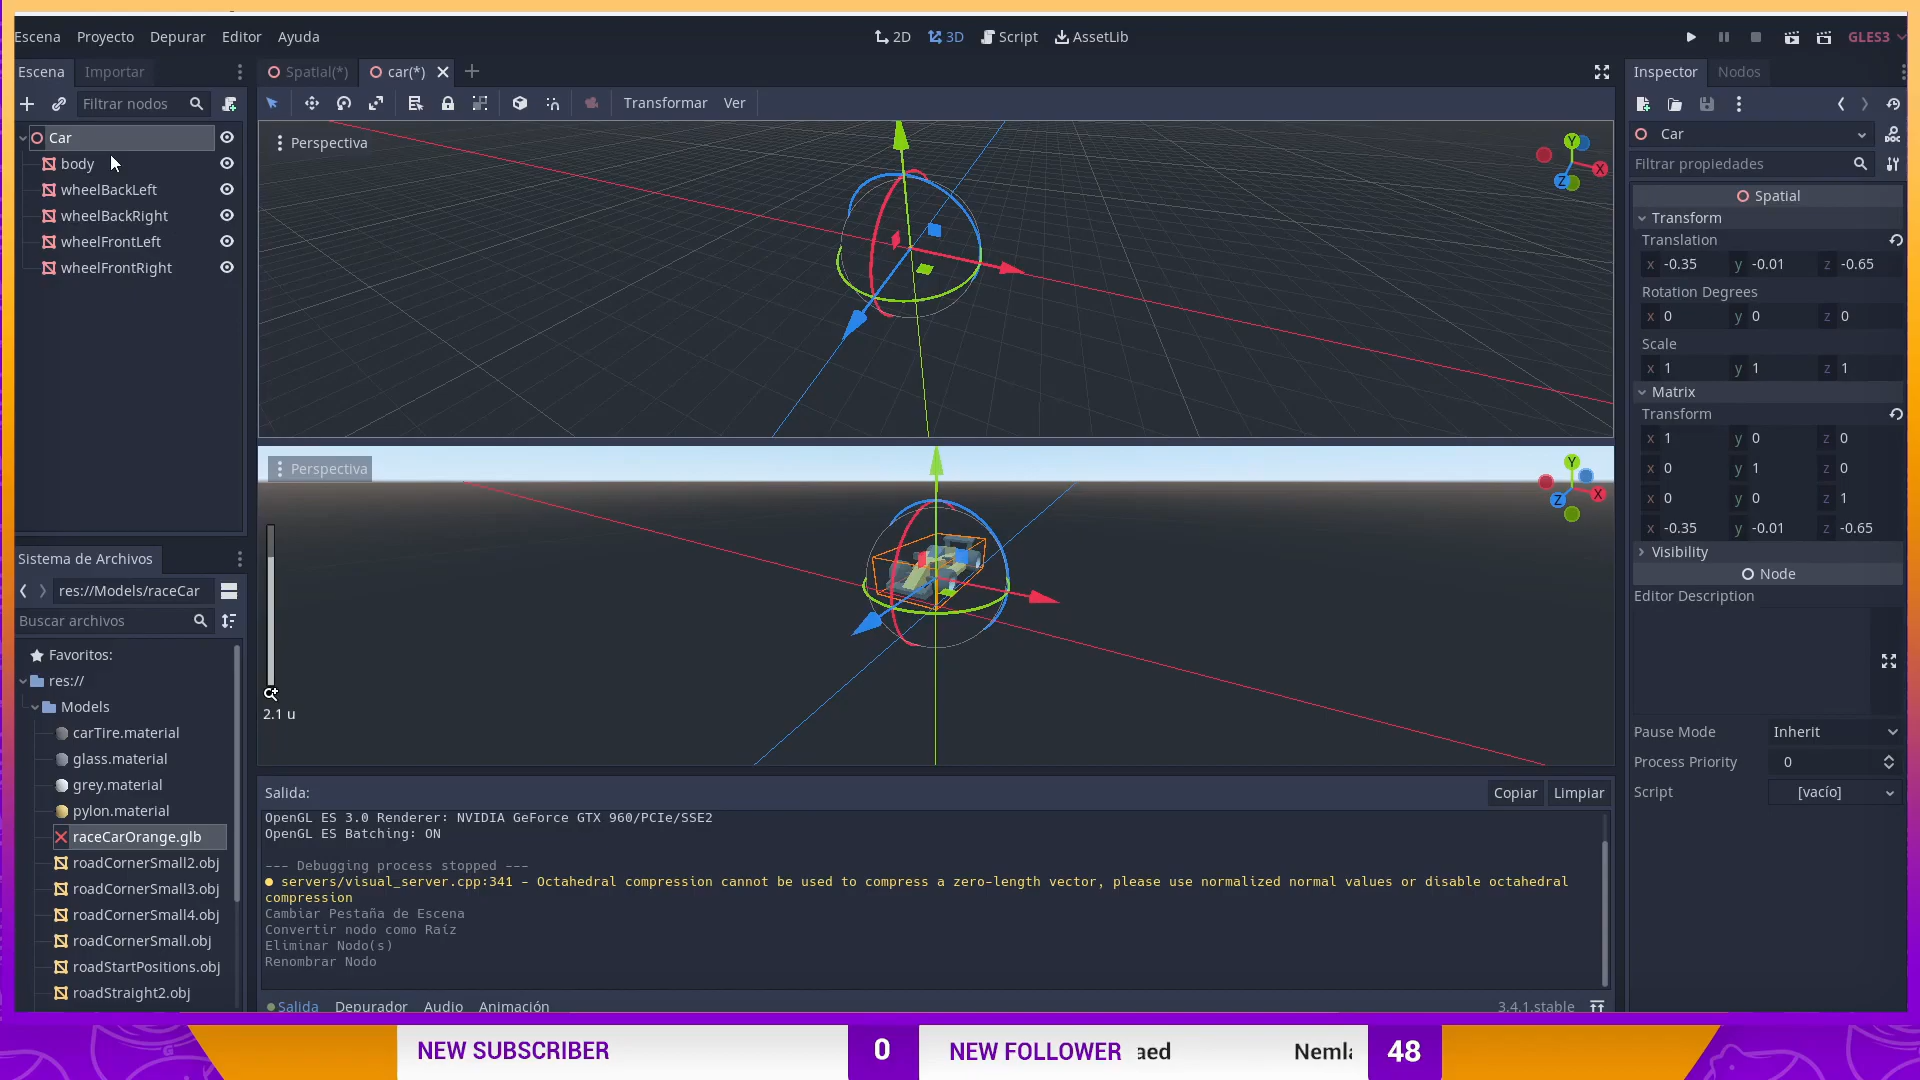 Escena Proyecto Depurar Editor Ayuda
2D 3D Script AssetLib
GLES3
Escena Importar
Filtrar nodos
Car
body
wheelBackLeft
wheelBackRight
wheelFrontLeft
wheelFrontRight
Sistema de Archivos
res://Models/raceCar
Buscar archivos
Favoritos:
res://
Models
carTire.material
glass.material
grey.material
pylon.material
raceCarOrange.glb
roadCornerSmall2.obj
roadCornerSmall3.obj
roadCornerSmall4.obj
roadCornerSmall.obj
roadStartPositions.obj
roadStraight2.obj
Spatial(*) car(*)
Transformar Ver
Perspectiva
Y X Z
Perspectiva
Y X Z
2.1 u
Salida: Copiar Limpiar
OpenGL ES 3.0 Renderer: NVIDIA GeForce GTX 960/PCIe/SSE2
OpenGL ES Batching: ON
--- Debugging process stopped ---
servers/visual_server.cpp:341 - Octahedral compression cannot be used to compress a zero-length vector, please use normalized normal values or disable octahedral
compression
Cambiar Pestaña de Escena
Convertir nodo como Raíz
Eliminar Nodo(s)
Renombrar Nodo
Salida Depurador Audio Animación 3.4.1.stable
Inspector Nodos
Car
Filtrar propiedades
Spatial
Transform
Translation
x -0.35 y -0.01 z -0.65
Rotation Degrees
x 0 y 0 z 0
Scale
x 1 y 1 z 1
Matrix
Transform
x 1 y 0 z 0
x 0 y 1 z 0
x 0 y 0 z 1
x -0.35 y -0.01 z -0.65
Visibility
Node
Editor Description
Pause Mode Inherit
Process Priority 0
Script [vacío]
NEW SUBSCRIBER 0 NEW FOLLOWER aed Nemla 48